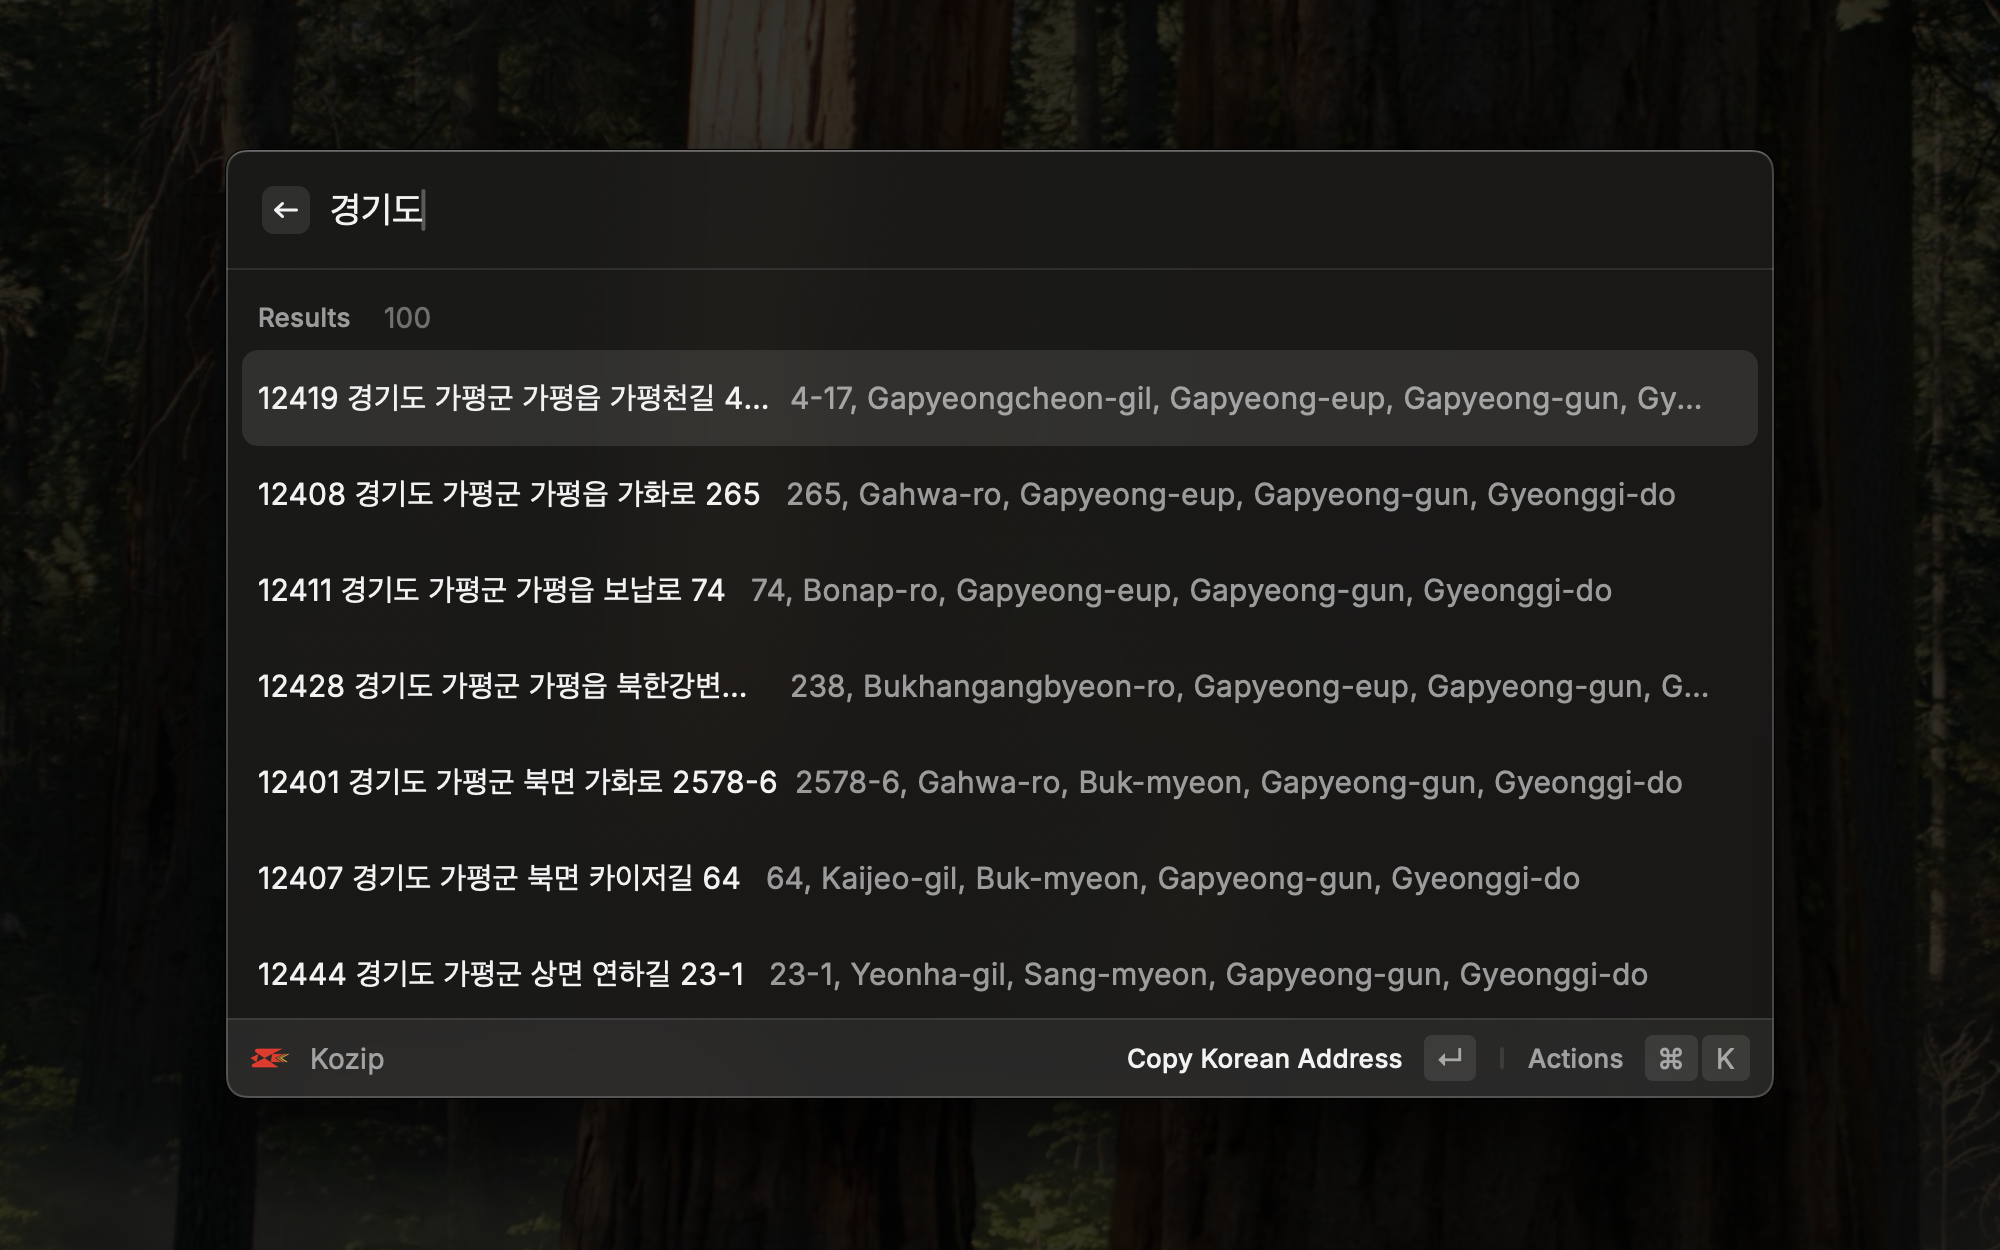 경기도
Results 100
12419 경기도 가평군 가평읍 가평천길 4... 4-17, Gapyeongcheon-gil, Gapyeong-eup, Gapyeong-gun, Gy...
12408 경기도 가평군 가평읍 가화로 265 265, Gahwa-ro, Gapyeong-eup, Gapyeong-gun, Gyeonggi-do
12411 경기도 가평군 가평읍 보납로 74 74, Bonap-ro, Gapyeong-eup, Gapyeong-gun, Gyeonggi-do
12428 경기도 가평군 가평읍 북한강변... 238, Bukhangangbyeon-ro, Gapyeong-eup, Gapyeong-gun, G...
12401 경기도 가평군 북면 가화로 2578-6 2578-6, Gahwa-ro, Buk-myeon, Gapyeong-gun, Gyeonggi-do
12407 경기도 가평군 북면 카이저길 64 64, Kaijeo-gil, Buk-myeon, Gapyeong-gun, Gyeonggi-do
12444 경기도 가평군 상면 연하길 23-1 23-1, Yeonha-gil, Sang-myeon, Gapyeong-gun, Gyeonggi-do
Kozip Copy Korean Address ↵ Actions ⌘ K